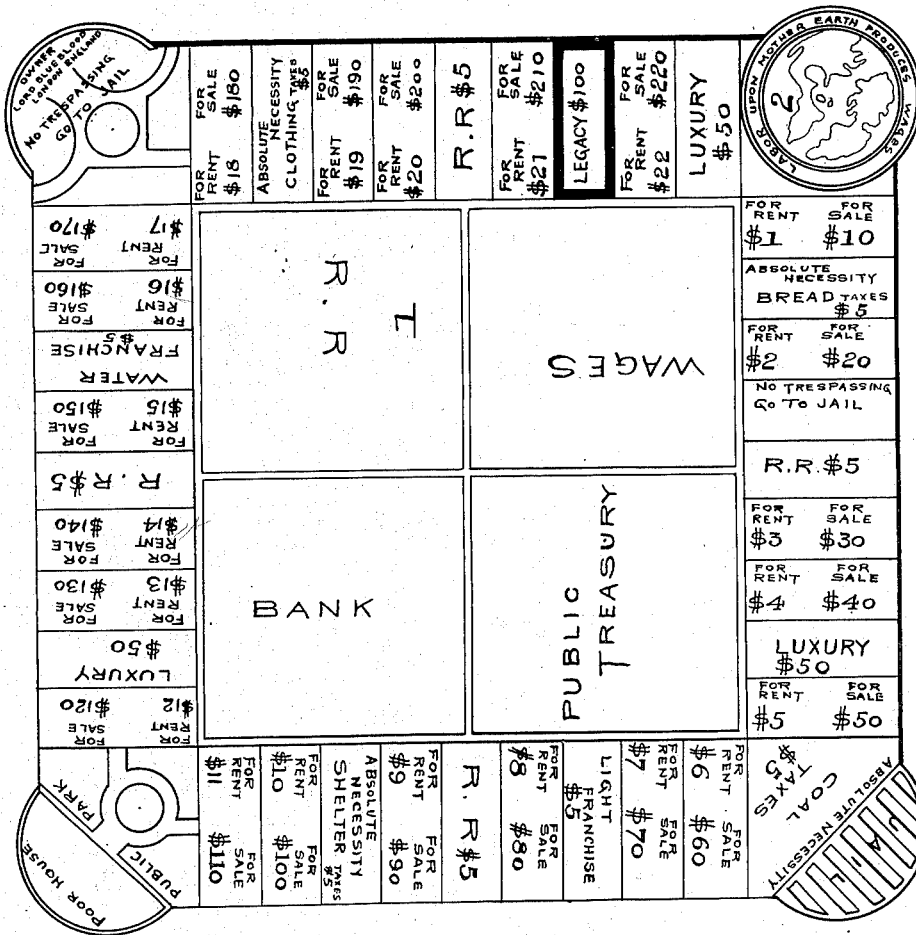 LABOR UPON MOTHER EARTH PRODUCES WAGES
FOR RENT $1 FOR SALE $10
ABSOLUTE NECESSITY
BREAD TAXES
$5
FOR RENT $2 FOR SALE $20
NO TRESPASSING
GO TO JAIL
R.R. $5
FOR RENT $3 FOR SALE $30
FOR RENT $4 FOR SALE $40
LUXURY
$50
FOR RENT $5 FOR SALE $50
ABSOLUTE NECESSITY
COAL
TAXES
$5
JAIL
FOR RENT $6 FOR SALE $60
FOR RENT $7 FOR SALE $70
LIGHT
FRANCHISE
$5
FOR RENT $8 FOR SALE $80
R. R $5
FOR RENT $9 FOR SALE $90
ABSOLUTE
NECESSITY
SHELTER TAXES
$5
FOR RENT $10 FOR SALE $100
FOR RENT $11 FOR SALE $110
PUBLIC PARK
POOR HOUSE
FOR RENT $12 FOR SALE $120
LUXURY
$50
FOR RENT $13 FOR SALE $130
FOR RENT $14 FOR SALE $140
R. R $5
FOR RENT $15 FOR SALE $150
WATER
FRANCHISE
$5
FOR RENT $16 FOR SALE $160
FOR RENT $17 FOR SALE $170
OWNER
LORD BLUE BLOOD
LONDON ENGLAND
NO TRESPASSING
GO TO JAIL
FOR RENT $18 FOR SALE $180
ABSOLUTE
NECESSITY
CLOTHING TAXES
$5
FOR RENT $19 FOR SALE $190
FOR RENT $20 FOR SALE $200
R.R $5
FOR RENT $21 FOR SALE $210
LEGACY $100
FOR RENT $22 FOR SALE $220
LUXURY
$50
R. R
WAGES
BANK
PUBLIC
TREASURY